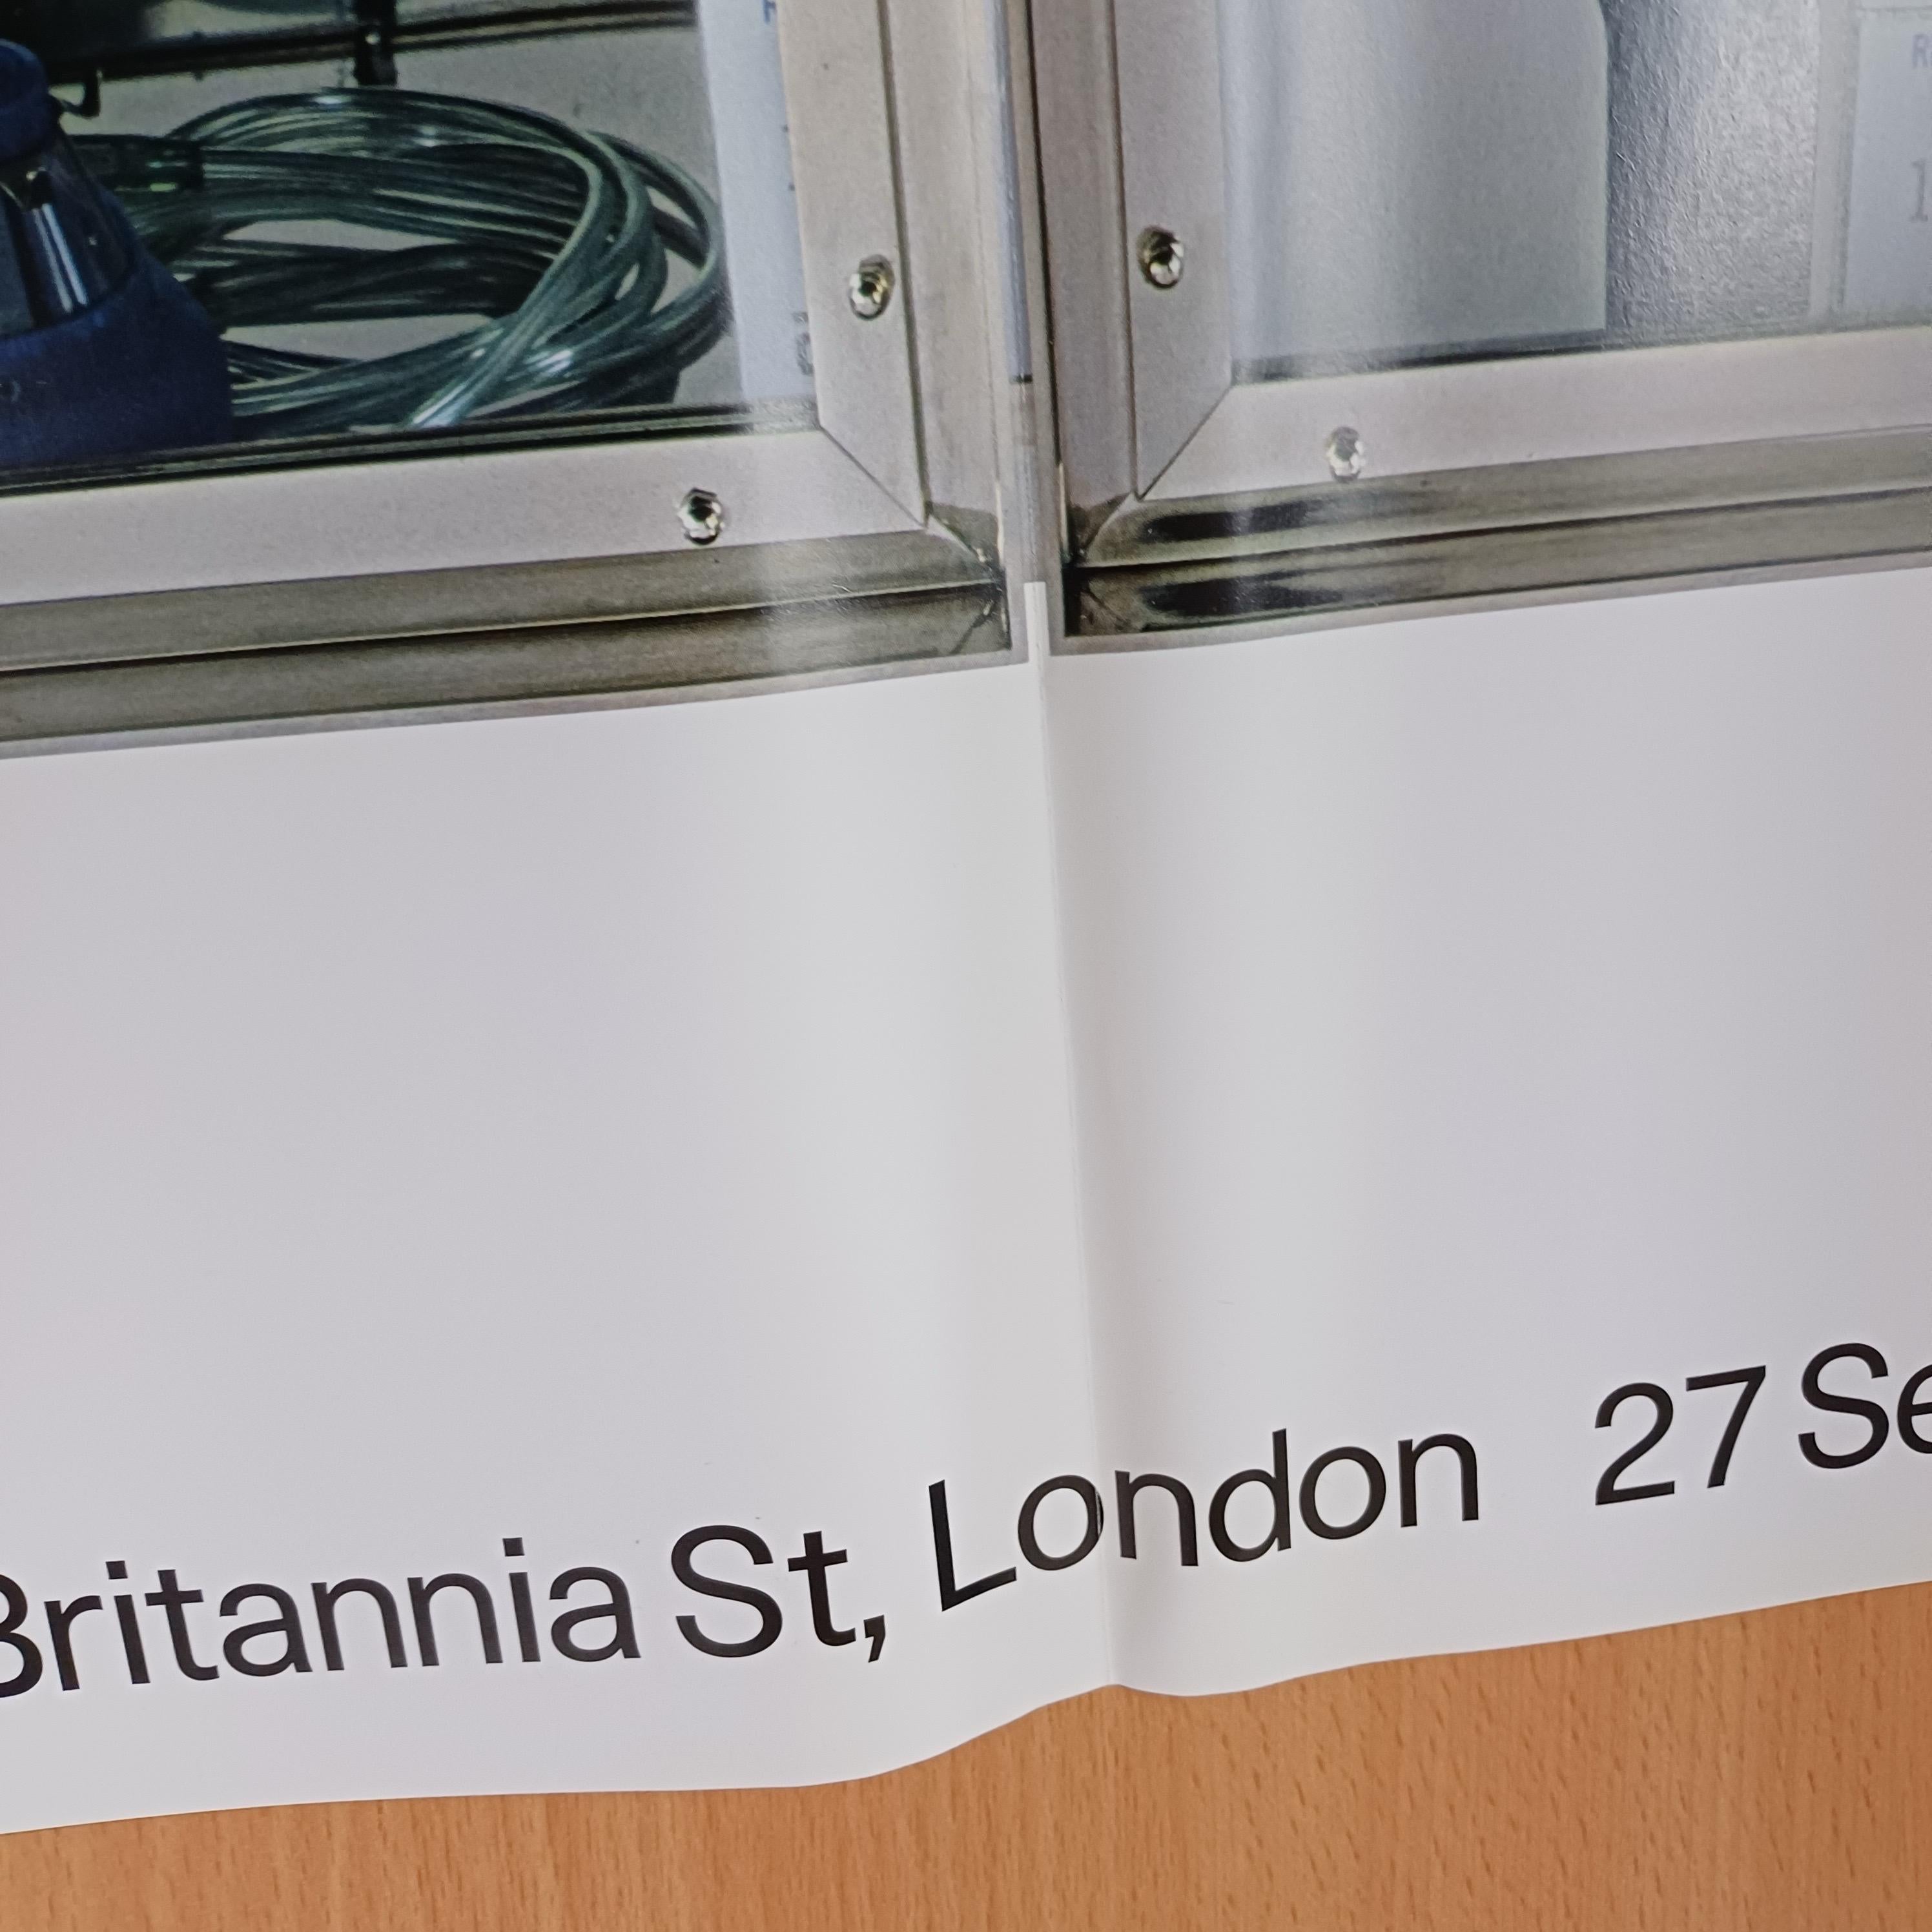 Britannia St, London 27 Se